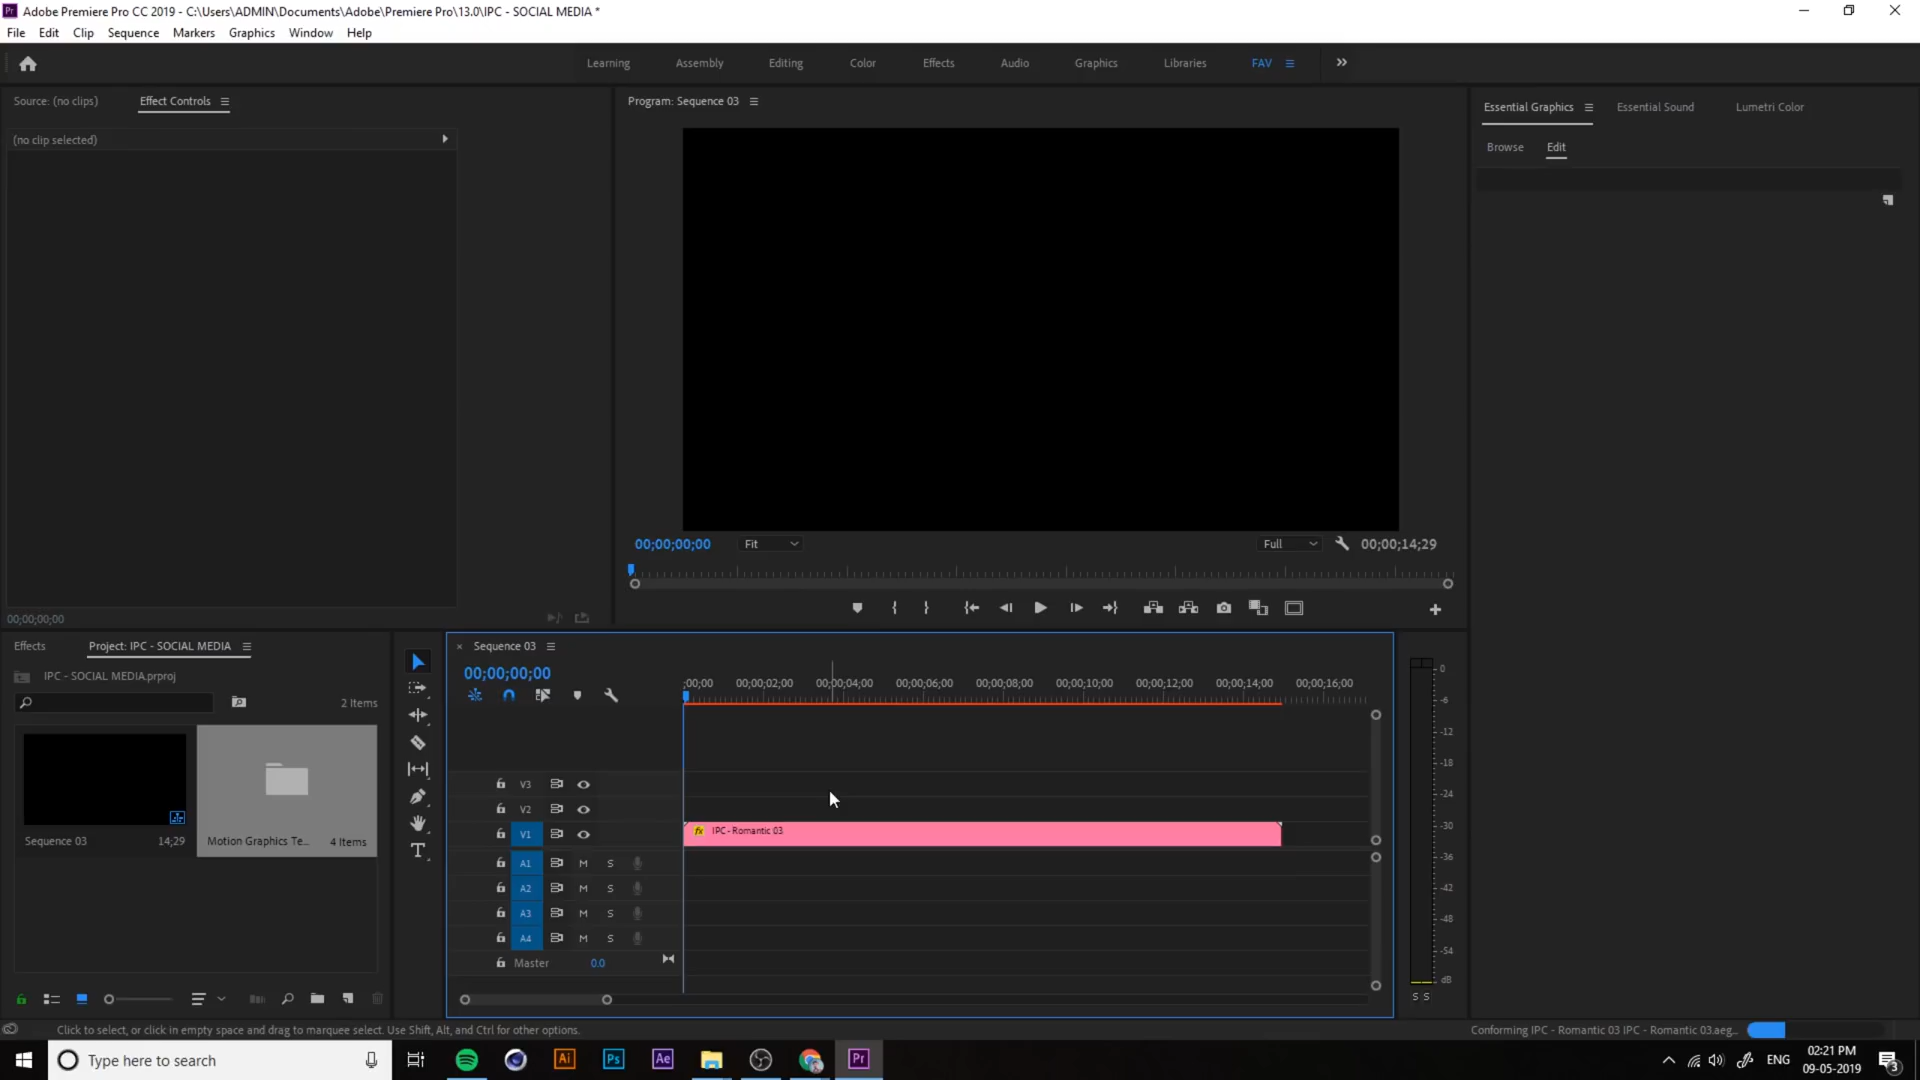 Adobe Premiere Pro CC 2019 - C:\Users\ADMIN\Documents\Adobe\Premiere Pro\13.0\IPC - SOCIAL MEDIA *
File Edit Clip Sequence Markers Graphics Window Help
Learning Assembly Editing Color Effects Audio Graphics Libraries FAV
Source: (no clips) Effect Controls
(no clip selected)
00;00;00;00
Program: Sequence 03
00;00;00;00 Fit Full 00;00;14;29
Essential Graphics Essential Sound Lumetri Color
Browse Edit
Effects Project: IPC - SOCIAL MEDIA
IPC - SOCIAL MEDIA.prproj
2 Items
Sequence 03 14;29
Motion Graphics Te... 4 Items
Sequence 03
00;00;00;00
;00;00 00;00;02;00 00;00;04;00 00;00;06;00 00;00;08;00 00;00;10;00 00;00;12;00 00;00;14;00 00;00;16;00
V3
V2
V1 fx IPC - Romantic 03
A1 M S
A2 M S
A3 M S
A4 M S
Master 0.0
0
-6
-12
-18
-24
-30
-36
-42
-48
-54
dB
S S
Click to select, or click in empty space and drag to marquee select. Use Shift, Alt, and Ctrl for other options.
Conforming IPC - Romantic 03 IPC - Romantic 03.aeg...
Type here to search
Ai Ps Ae Pr
ENG
02:21 PM
09-05-2019
3